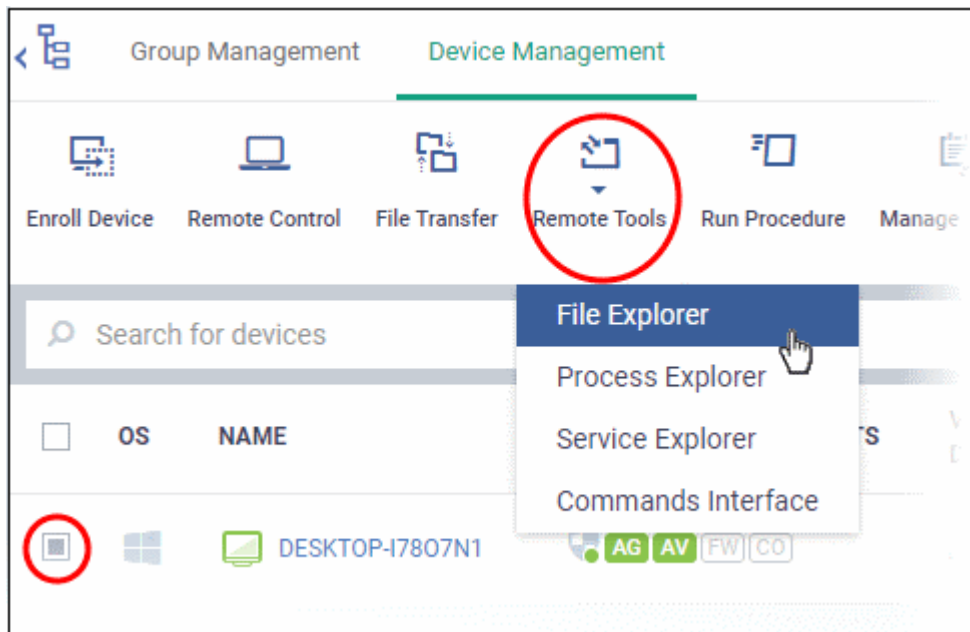 Group Management
Device Management
Enroll Device
Remote Control
File Transfer
Remote Tools
Run Procedure
Manage
Search for devices
File Explorer
Process Explorer
Service Explorer
Commands Interface
OS
NAME
TS
DESKTOP-I78O7N1
AG
AV
FW
CO